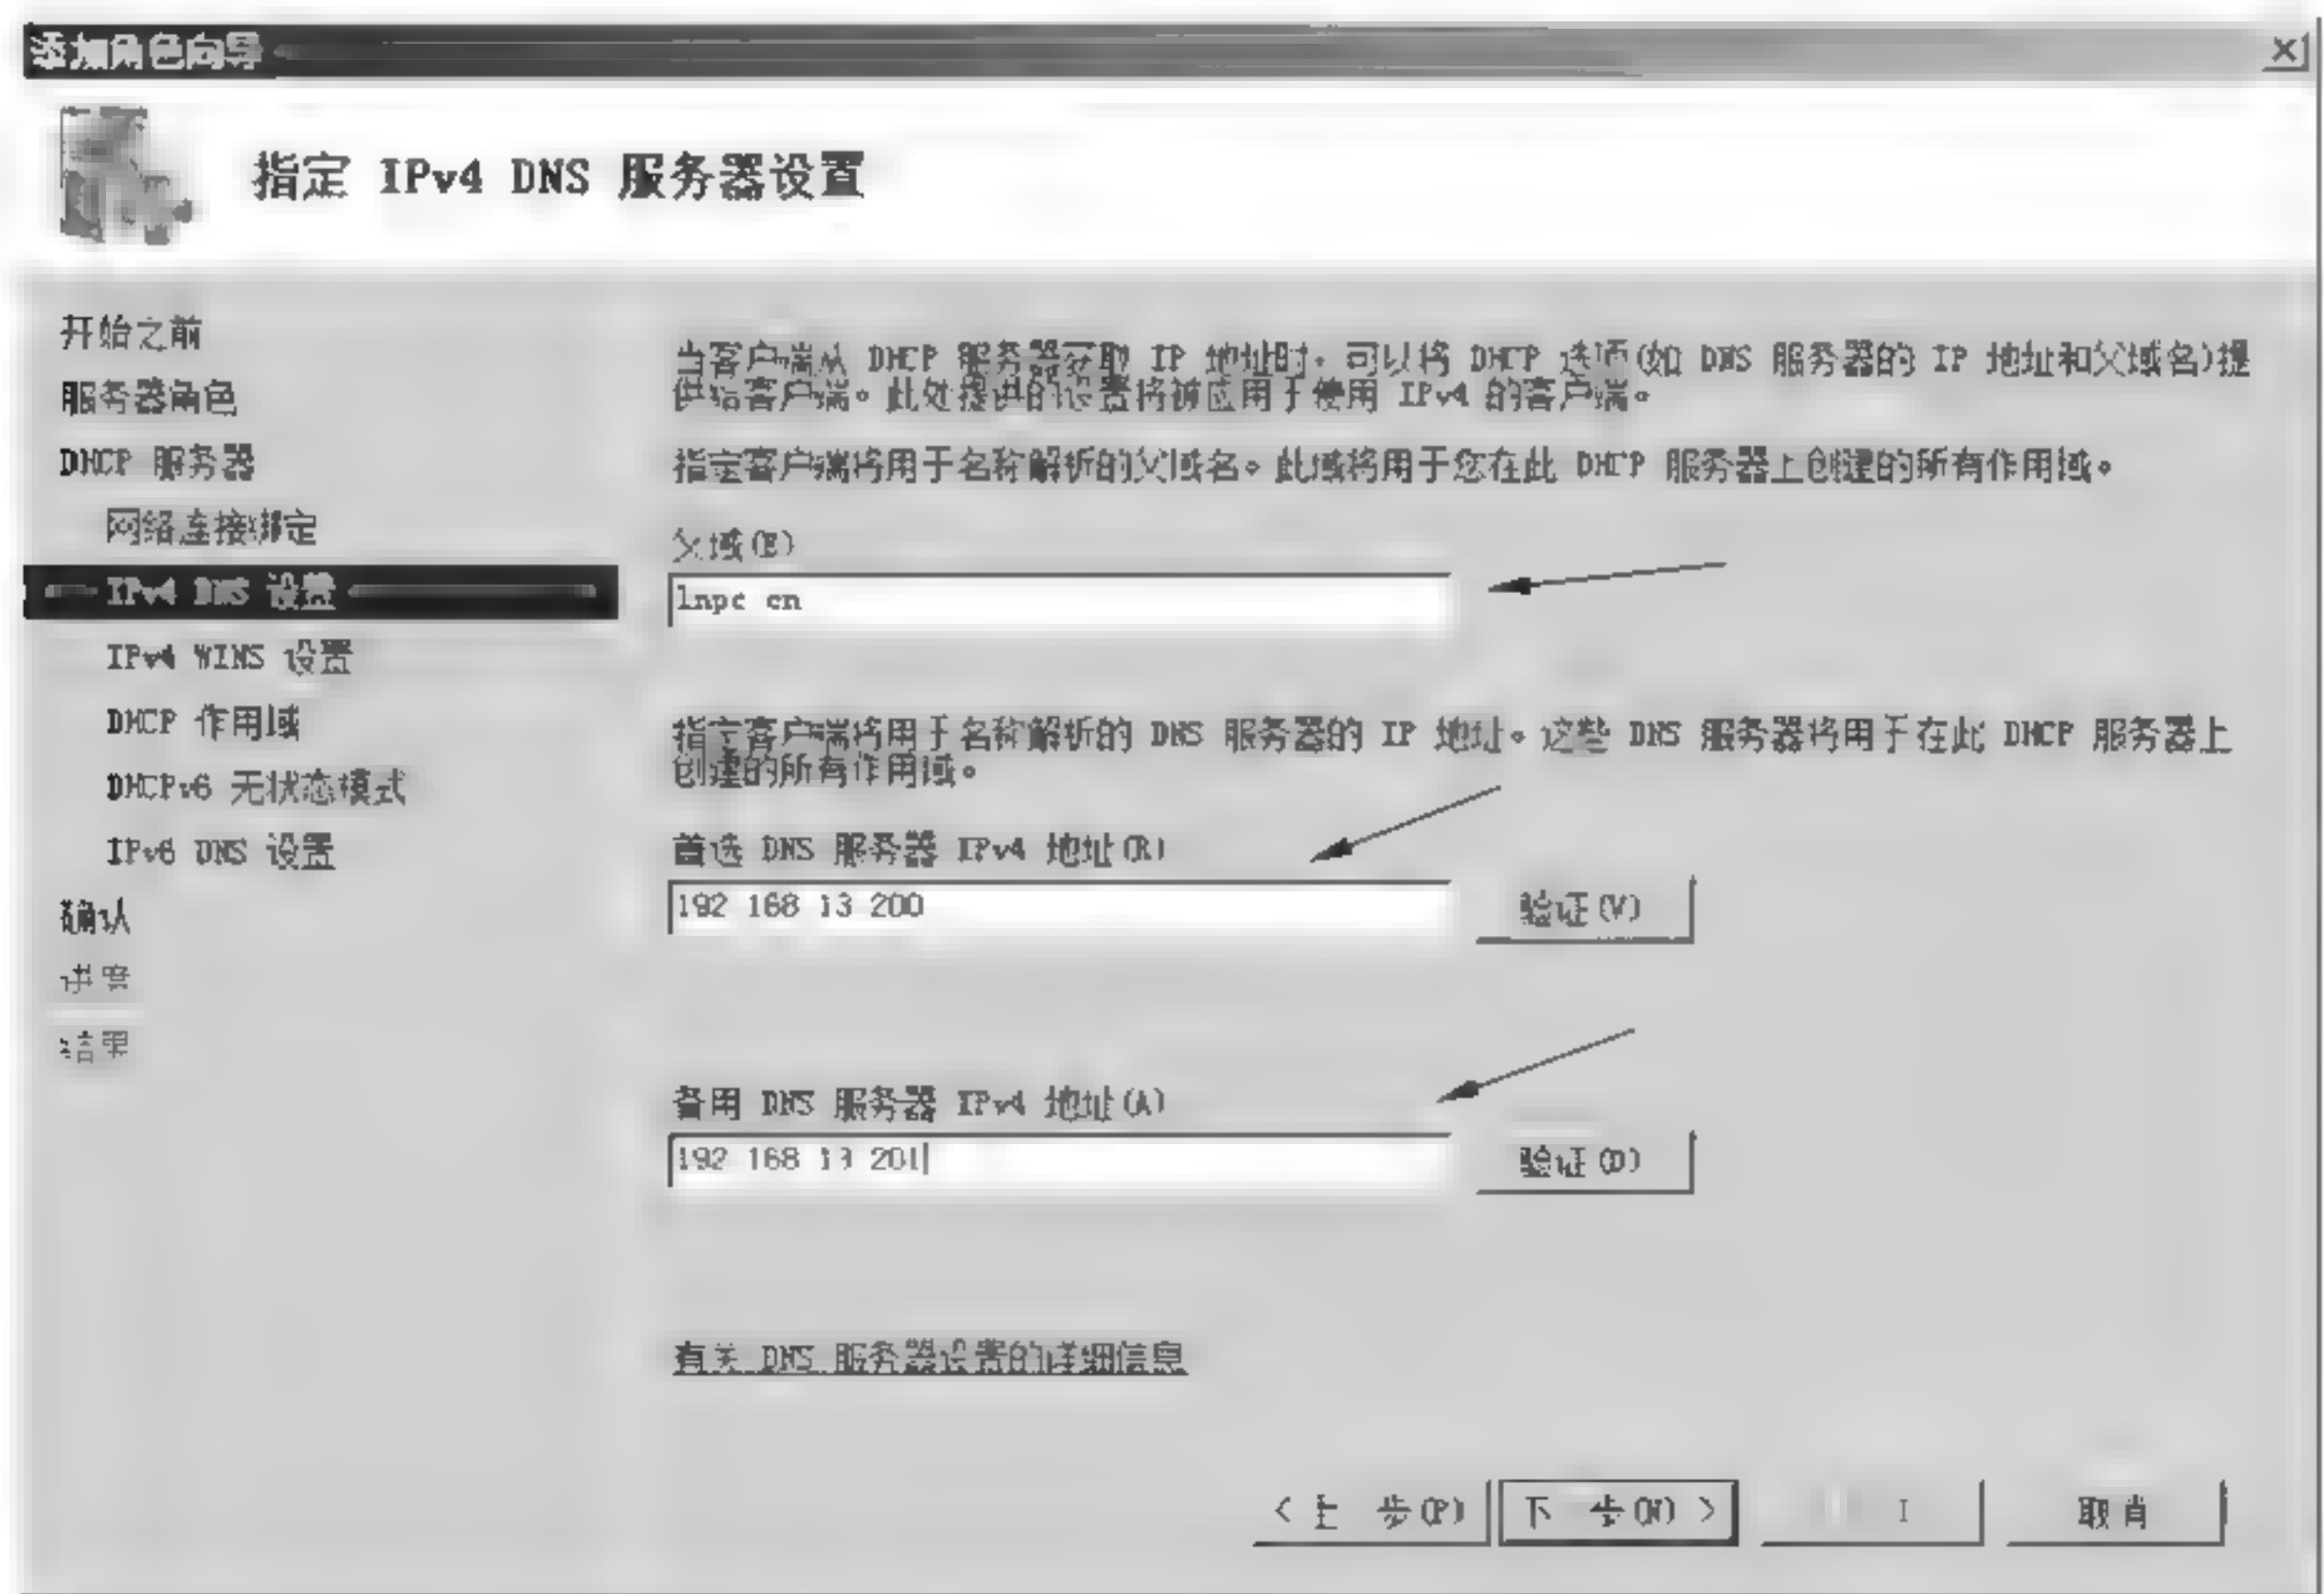 添加角色向导
指定 IPv4 DNS 服务器设置
开始之前
服务器角色
DHCP 服务器
网络连接绑定
IPv4 DNS 设置
IPv4 WINS 设置
DHCP 作用域
DHCPv6 无状态模式
IPv6 DNS 设置
确认
进度
结果
当客户端从 DHCP 服务器获取 IP 地址时，可以将 DHCP 选项(如 DNS 服务器的 IP 地址和父域名)提
供给客户端。此处提供的设置将被应用于使用 IPv4 的客户端。
指定客户端将用于名称解析的父域名。此域将用于您在此 DHCP 服务器上创建的所有作用域。
父域(E)
lnpc cn
指定客户端将用于名称解析的 DNS 服务器的 IP 地址。这些 DNS 服务器将用于在此 DHCP 服务器上
创建的所有作用域。
首选 DNS 服务器 IPv4 地址(R)
192 168 13 200
验证(V)
备用 DNS 服务器 IPv4 地址(A)
192 168 13 201
验证(D)
有关 DNS 服务器设置的详细信息
< 上 步(P)
下 步(N) >
取消